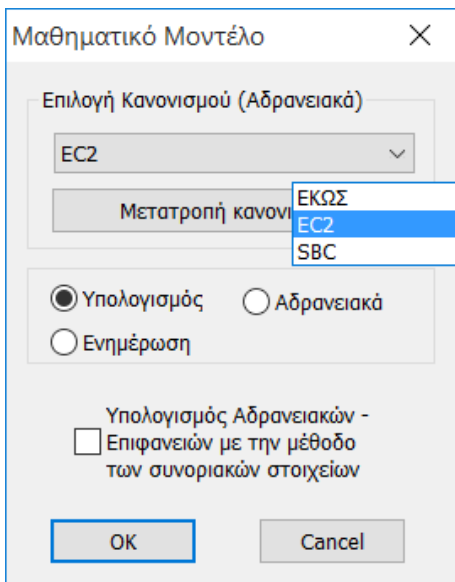 Μαθηματικό Μοντέλο
Επιλογή Κανονισμού (Αδρανειακά)
EC2
Μετατροπή
ΕΚΩΣ
EC2
SBC
Υπολογισμός
Αδρανειακά
Ενημέρωση
Υπολογισμός Αδρανειακών -
Επιφανειών με την μέθοδο
των συνοριακών στοιχείων
OK
Cancel